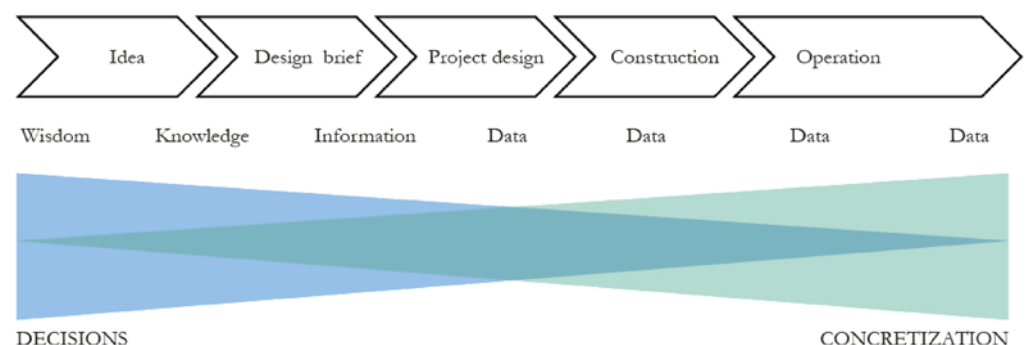 Idea Design brief Project design Construction Operation
Wisdom Knowledge Information Data Data Data Data
DECISIONS CONCRETIZATION